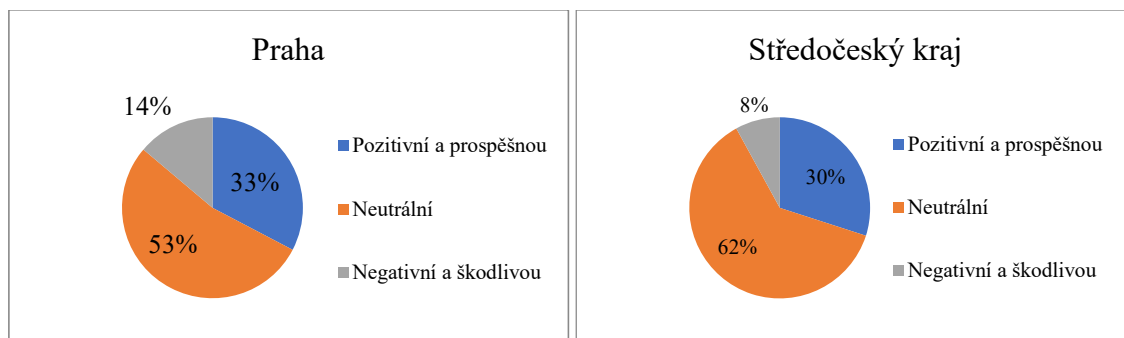 Praha
14%
33%
53%
Pozitivní a prospěšnou
Neutrální
Negativní a škodlivou
Středočeský kraj
8%
30%
62%
Pozitivní a prospěšnou
Neutrální
Negativní a škodlivou